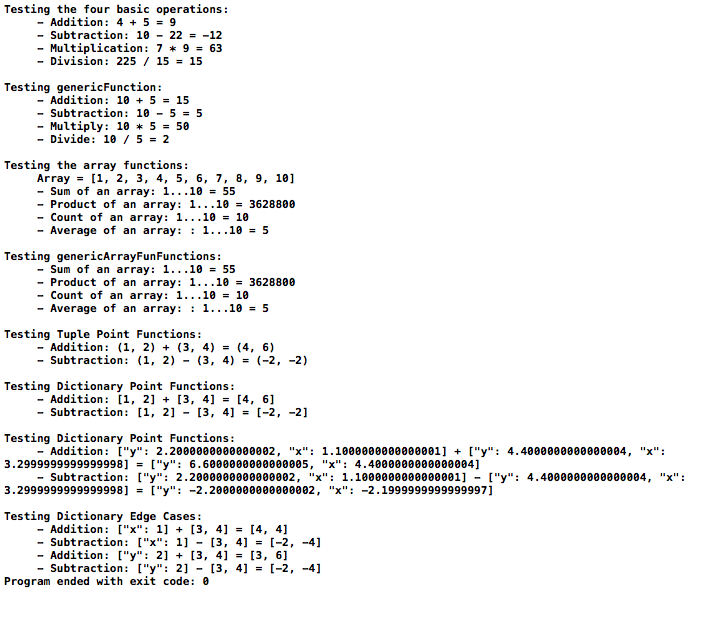 Testing the four basic operations:
– Addition: 4 + 5 = 9
– Subtraction: 10 – 22 = –12
– Multiplication: 7 * 9 = 63
– Division: 225 / 15 = 15
Testing genericFunction:
– Addition: 10 + 5 = 15
– Subtraction: 10 – 5 = 5
– Multiply: 10 * 5 = 50
– Divide: 10 / 5 = 2
Testing the array functions:
Array = [1, 2, 3, 4, 5, 6, 7, 8, 9, 10]
– Sum of an array: 1...10 = 55
– Product of an array: 1...10 = 3628800
– Count of an array: 1...10 = 10
– Average of an array: : 1...10 = 5
Testing genericArrayFunFunctions:
– Sum of an array: 1...10 = 55
– Product of an array: 1...10 = 3628800
– Count of an array: 1...10 = 10
– Average of an array: : 1...10 = 5
Testing Tuple Point Functions:
– Addition: (1, 2) + (3, 4) = (4, 6)
– Subtraction: (1, 2) – (3, 4) = (–2, –2)
Testing Dictionary Point Functions:
– Addition: [1, 2] + [3, 4] = [4, 6]
– Subtraction: [1, 2] – [3, 4] = [–2, –2]
Testing Dictionary Point Functions:
– Addition: ["y": 2.2000000000000002, "x": 1.1000000000000001] + ["y": 4.4000000000000004, "x":
3.2999999999999998] = ["y": 6.6000000000000005, "x": 4.4000000000000004]
– Subtraction: ["y": 2.2000000000000002, "x": 1.1000000000000001] – ["y": 4.4000000000000004, "x":
3.2999999999999998] = ["y": –2.2000000000000002, "x": –2.1999999999999997]
Testing Dictionary Edge Cases:
– Addition: ["x": 1] + [3, 4] = [4, 4]
– Subtraction: ["x": 1] – [3, 4] = [–2, –4]
– Addition: ["y": 2] + [3, 4] = [3, 6]
– Subtraction: ["y": 2] – [3, 4] = [–2, –4]
Program ended with exit code: 0